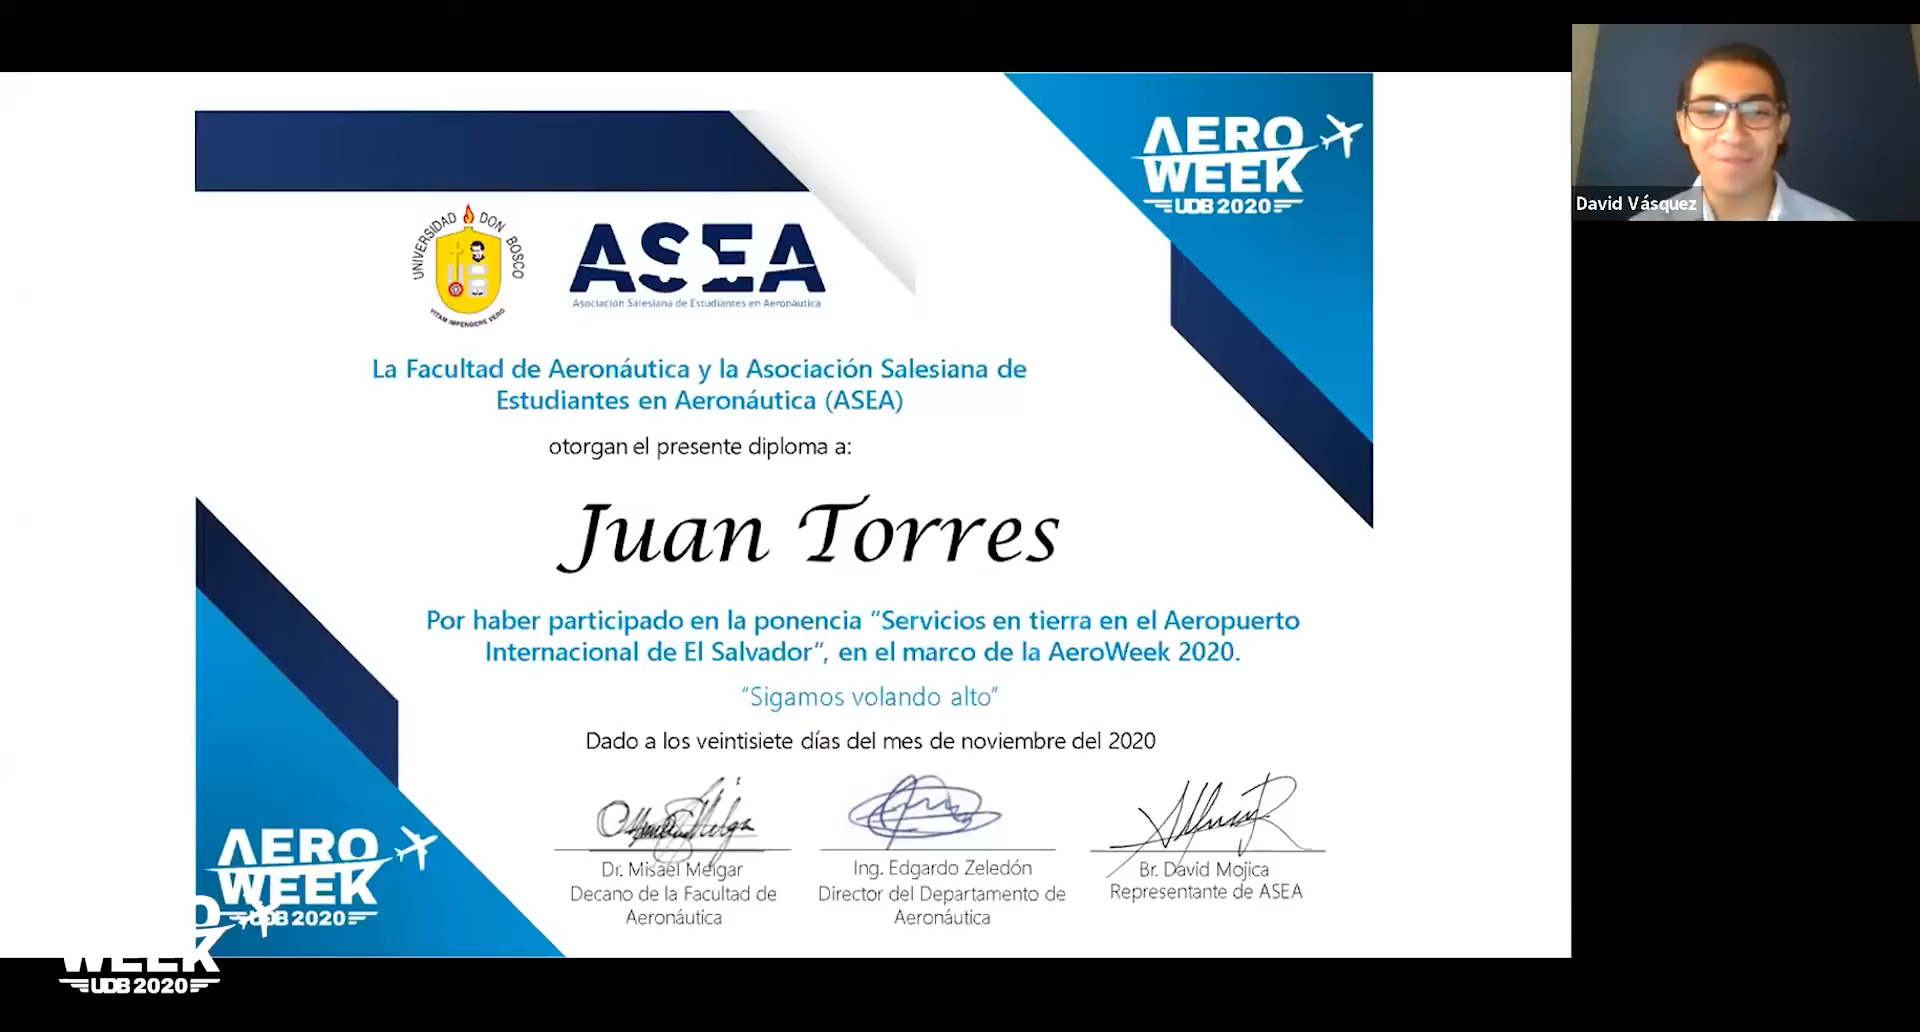 AERO
WEEK
UDB 2020
David Vásquez
UNIVERSIDAD DON BOSCO
VITAM IMPENDERE VERO
ASEA
Asociación Salesiana de Estudiantes en Aeronáutica
La Facultad de Aeronáutica y la Asociación Salesiana de
Estudiantes en Aeronáutica (ASEA)
otorgan el presente diploma a:
Juan Torres
Por haber participado en la ponencia “Servicios en tierra en el Aeropuerto
Internacional de El Salvador”, en el marco de la AeroWeek 2020.
“Sigamos volando alto”
Dado a los veintisiete días del mes de noviembre del 2020
Dr. Misael Melgar
Decano de la Facultad de
Aeronáutica
Ing. Edgardo Zeledón
Director del Departamento de
Aeronáutica
Br. David Mojica
Representante de ASEA
AERO
WEEK
UDB 2020
WEEK
UDB 2020